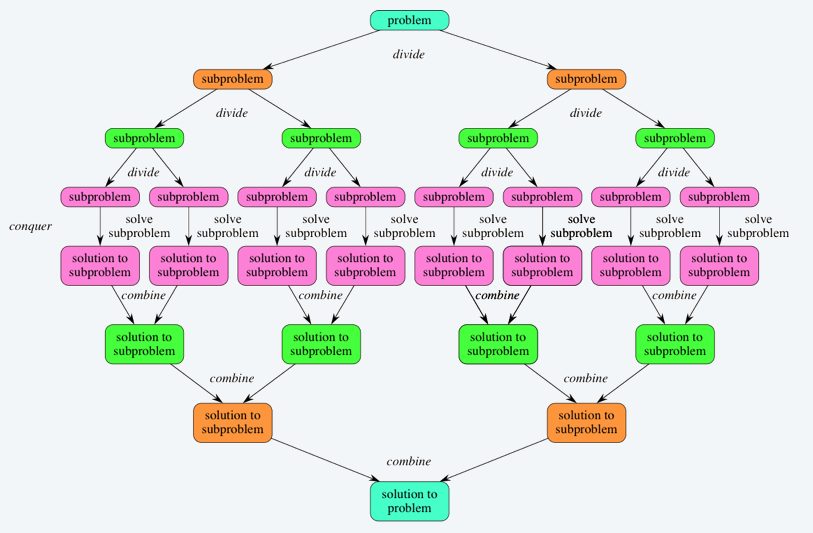 problem
divide
subproblem
subproblem
divide
divide
subproblem
subproblem
subproblem
subproblem
divide
divide
divide
divide
subproblem
subproblem
subproblem
subproblem
subproblem
subproblem
subproblem
subproblem
conquer
solve
subproblem
solve
subproblem
solve
subproblem
solve
subproblem
solve
subproblem
solve
subproblem
solve
subproblem
solve
subproblem
solution to
subproblem
solution to
subproblem
solution to
subproblem
solution to
subproblem
solution to
subproblem
solution to
subproblem
solution to
subproblem
solution to
subproblem
combine
combine
combine
combine
solution to
subproblem
solution to
subproblem
solution to
subproblem
solution to
subproblem
combine
combine
solution to
subproblem
solution to
subproblem
combine
solution to
problem